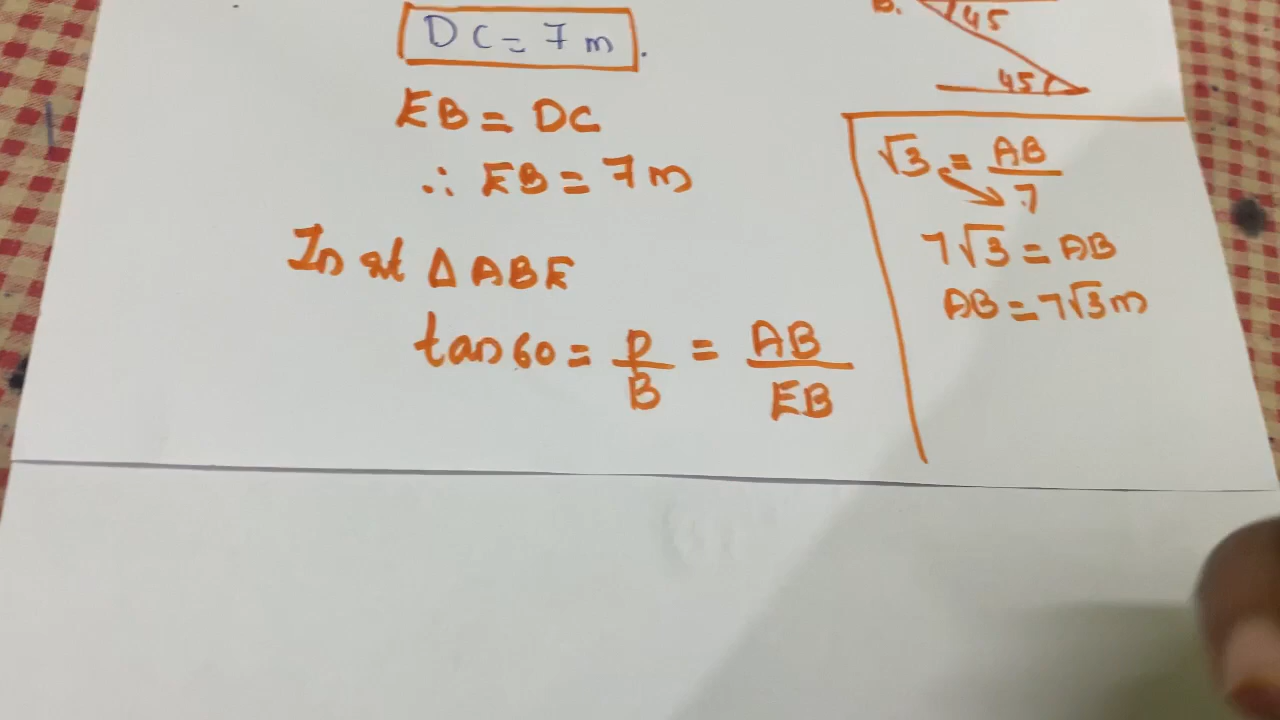 DC = 7 m.
EB = DC
∴ EB = 7 m
In rt Δ ABE
tan 60 = P/B = AB/EB
B. 45
45
√3 = AB/7
7√3 = AB
AB = 7√3 m